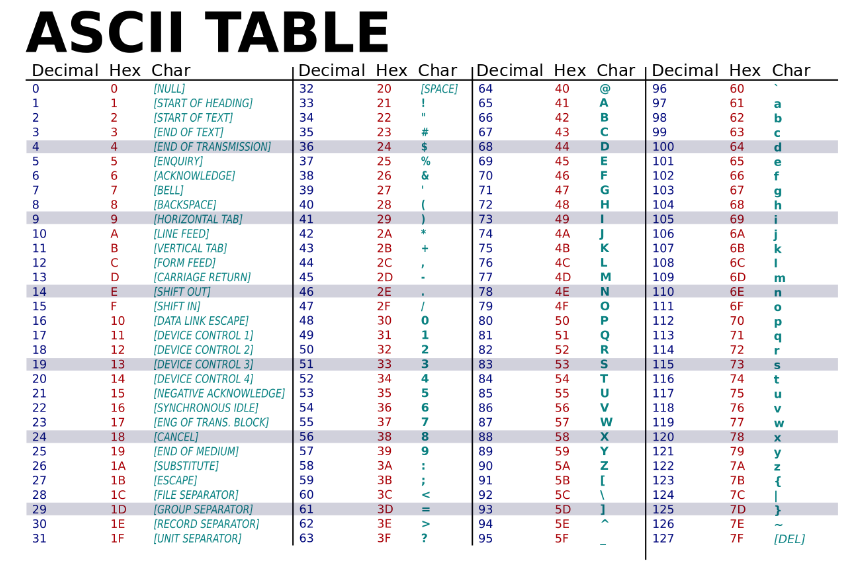 ASCII TABLE
Decimal Hex Char Decimal Hex Char Decimal Hex Char Decimal Hex Char
0 0 [NULL] 32 20 [SPACE] 64 40 @ 96 60 `
1 1 [START OF HEADING] 33 21 ! 65 41 A 97 61 a
2 2 [START OF TEXT] 34 22 " 66 42 B 98 62 b
3 3 [END OF TEXT] 35 23 # 67 43 C 99 63 c
4 4 [END OF TRANSMISSION] 36 24 $ 68 44 D 100 64 d
5 5 [ENQUIRY] 37 25 % 69 45 E 101 65 e
6 6 [ACKNOWLEDGE] 38 26 & 70 46 F 102 66 f
7 7 [BELL] 39 27 ' 71 47 G 103 67 g
8 8 [BACKSPACE] 40 28 ( 72 48 H 104 68 h
9 9 [HORIZONTAL TAB] 41 29 ) 73 49 I 105 69 i
10 A [LINE FEED] 42 2A * 74 4A J 106 6A j
11 B [VERTICAL TAB] 43 2B + 75 4B K 107 6B k
12 C [FORM FEED] 44 2C , 76 4C L 108 6C l
13 D [CARRIAGE RETURN] 45 2D - 77 4D M 109 6D m
14 E [SHIFT OUT] 46 2E . 78 4E N 110 6E n
15 F [SHIFT IN] 47 2F / 79 4F O 111 6F o
16 10 [DATA LINK ESCAPE] 48 30 0 80 50 P 112 70 p
17 11 [DEVICE CONTROL 1] 49 31 1 81 51 Q 113 71 q
18 12 [DEVICE CONTROL 2] 50 32 2 82 52 R 114 72 r
19 13 [DEVICE CONTROL 3] 51 33 3 83 53 S 115 73 s
20 14 [DEVICE CONTROL 4] 52 34 4 84 54 T 116 74 t
21 15 [NEGATIVE ACKNOWLEDGE] 53 35 5 85 55 U 117 75 u
22 16 [SYNCHRONOUS IDLE] 54 36 6 86 56 V 118 76 v
23 17 [ENG OF TRANS. BLOCK] 55 37 7 87 57 W 119 77 w
24 18 [CANCEL] 56 38 8 88 58 X 120 78 x
25 19 [END OF MEDIUM] 57 39 9 89 59 Y 121 79 y
26 1A [SUBSTITUTE] 58 3A : 90 5A Z 122 7A z
27 1B [ESCAPE] 59 3B ; 91 5B [ 123 7B {
28 1C [FILE SEPARATOR] 60 3C < 92 5C \ 124 7C |
29 1D [GROUP SEPARATOR] 61 3D = 93 5D ] 125 7D }
30 1E [RECORD SEPARATOR] 62 3E > 94 5E ^ 126 7E ~
31 1F [UNIT SEPARATOR] 63 3F ? 95 5F _ 127 7F [DEL]